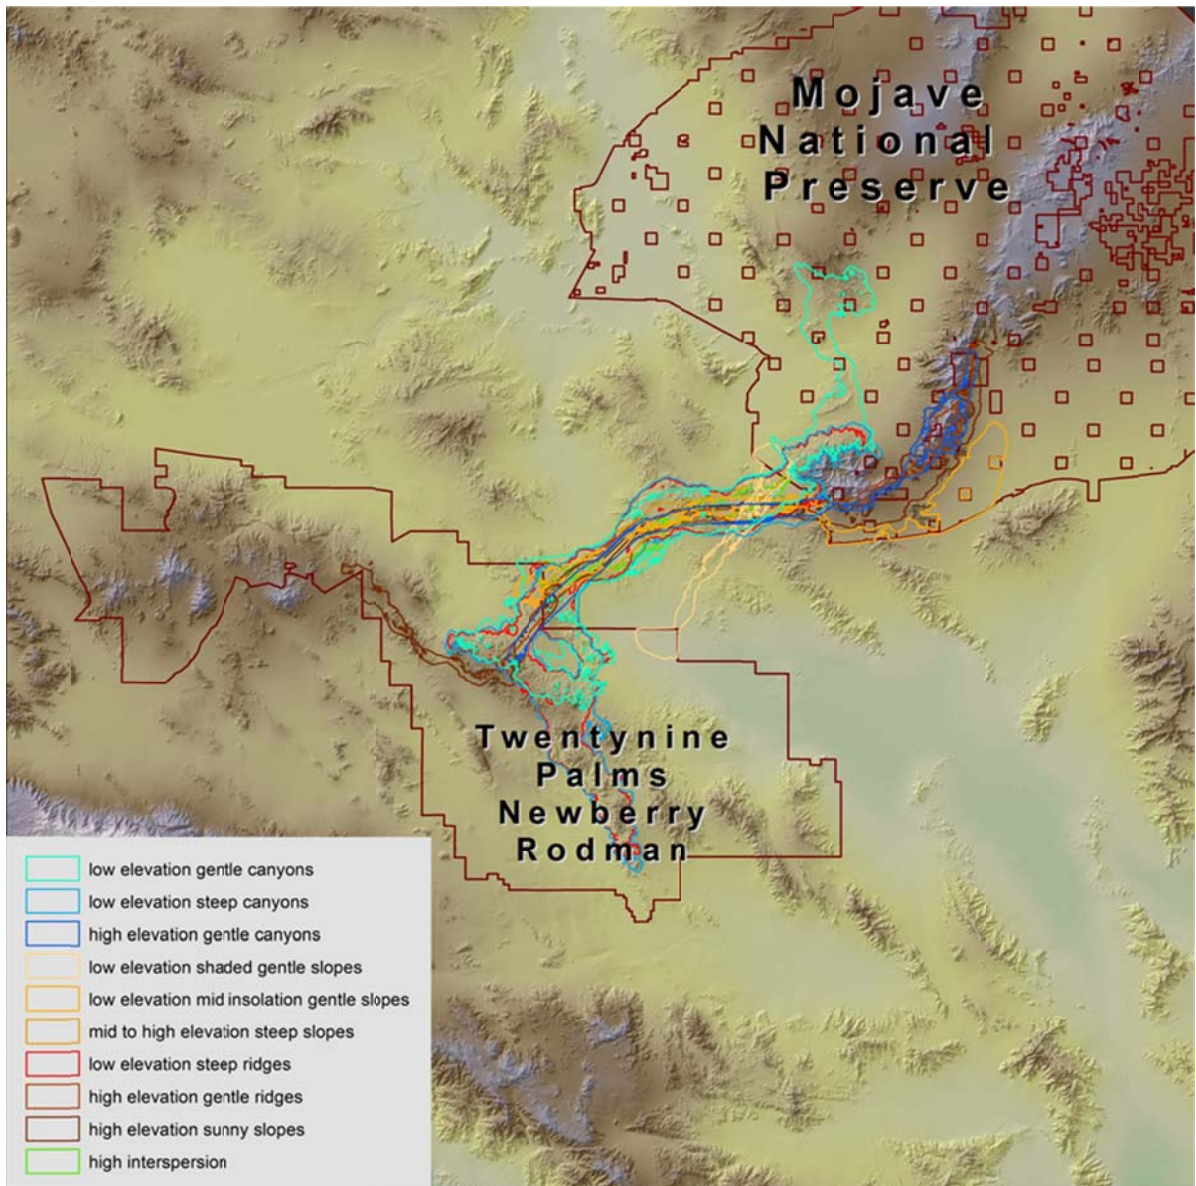 Mojave
National
Preserve
Twentynine
Palms
Newberry
Rodman
low elevation gentle canyons
low elevation steep canyons
high elevation gentle canyons
low elevation shaded gentle slopes
low elevation mid insolation gentle slopes
mid to high elevation steep slopes
low elevation steep ridges
high elevation gentle ridges
high elevation sunny slopes
high interspersion